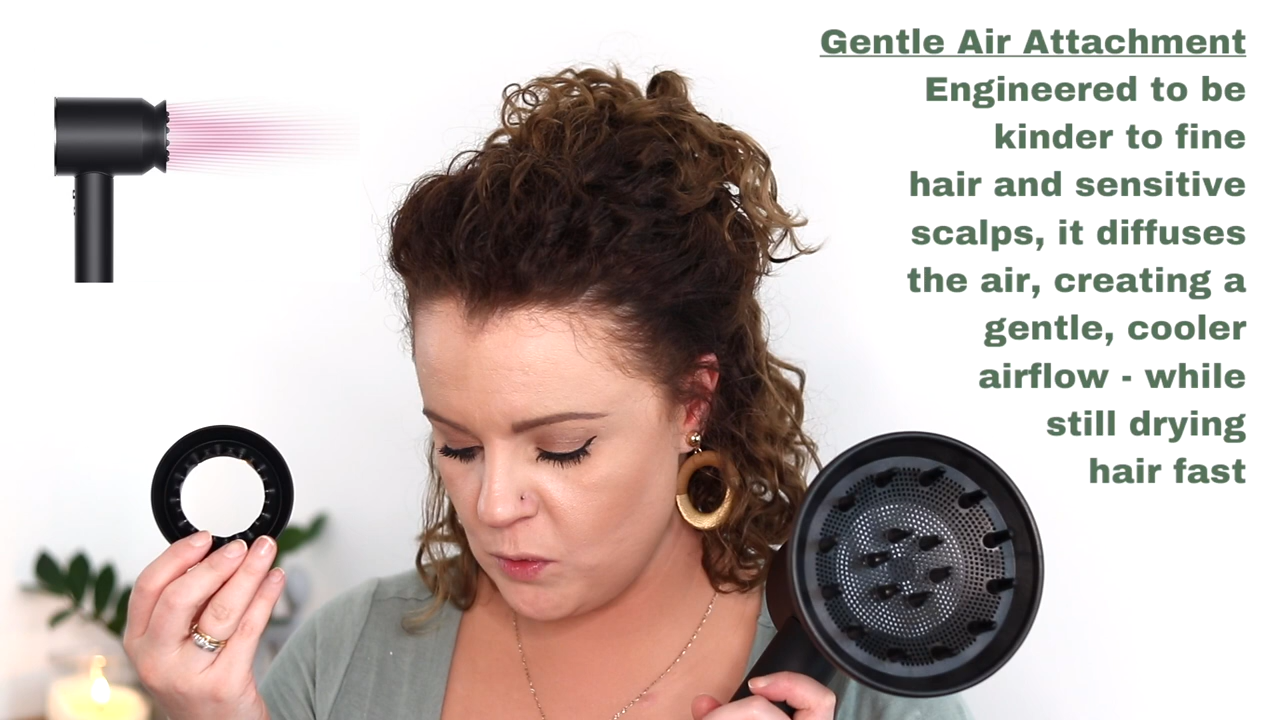 Gentle Air Attachment
Engineered to be
kinder to fine
hair and sensitive
scalps, it diffuses
the air, creating a
gentle, cooler
airflow - while
still drying
hair fast